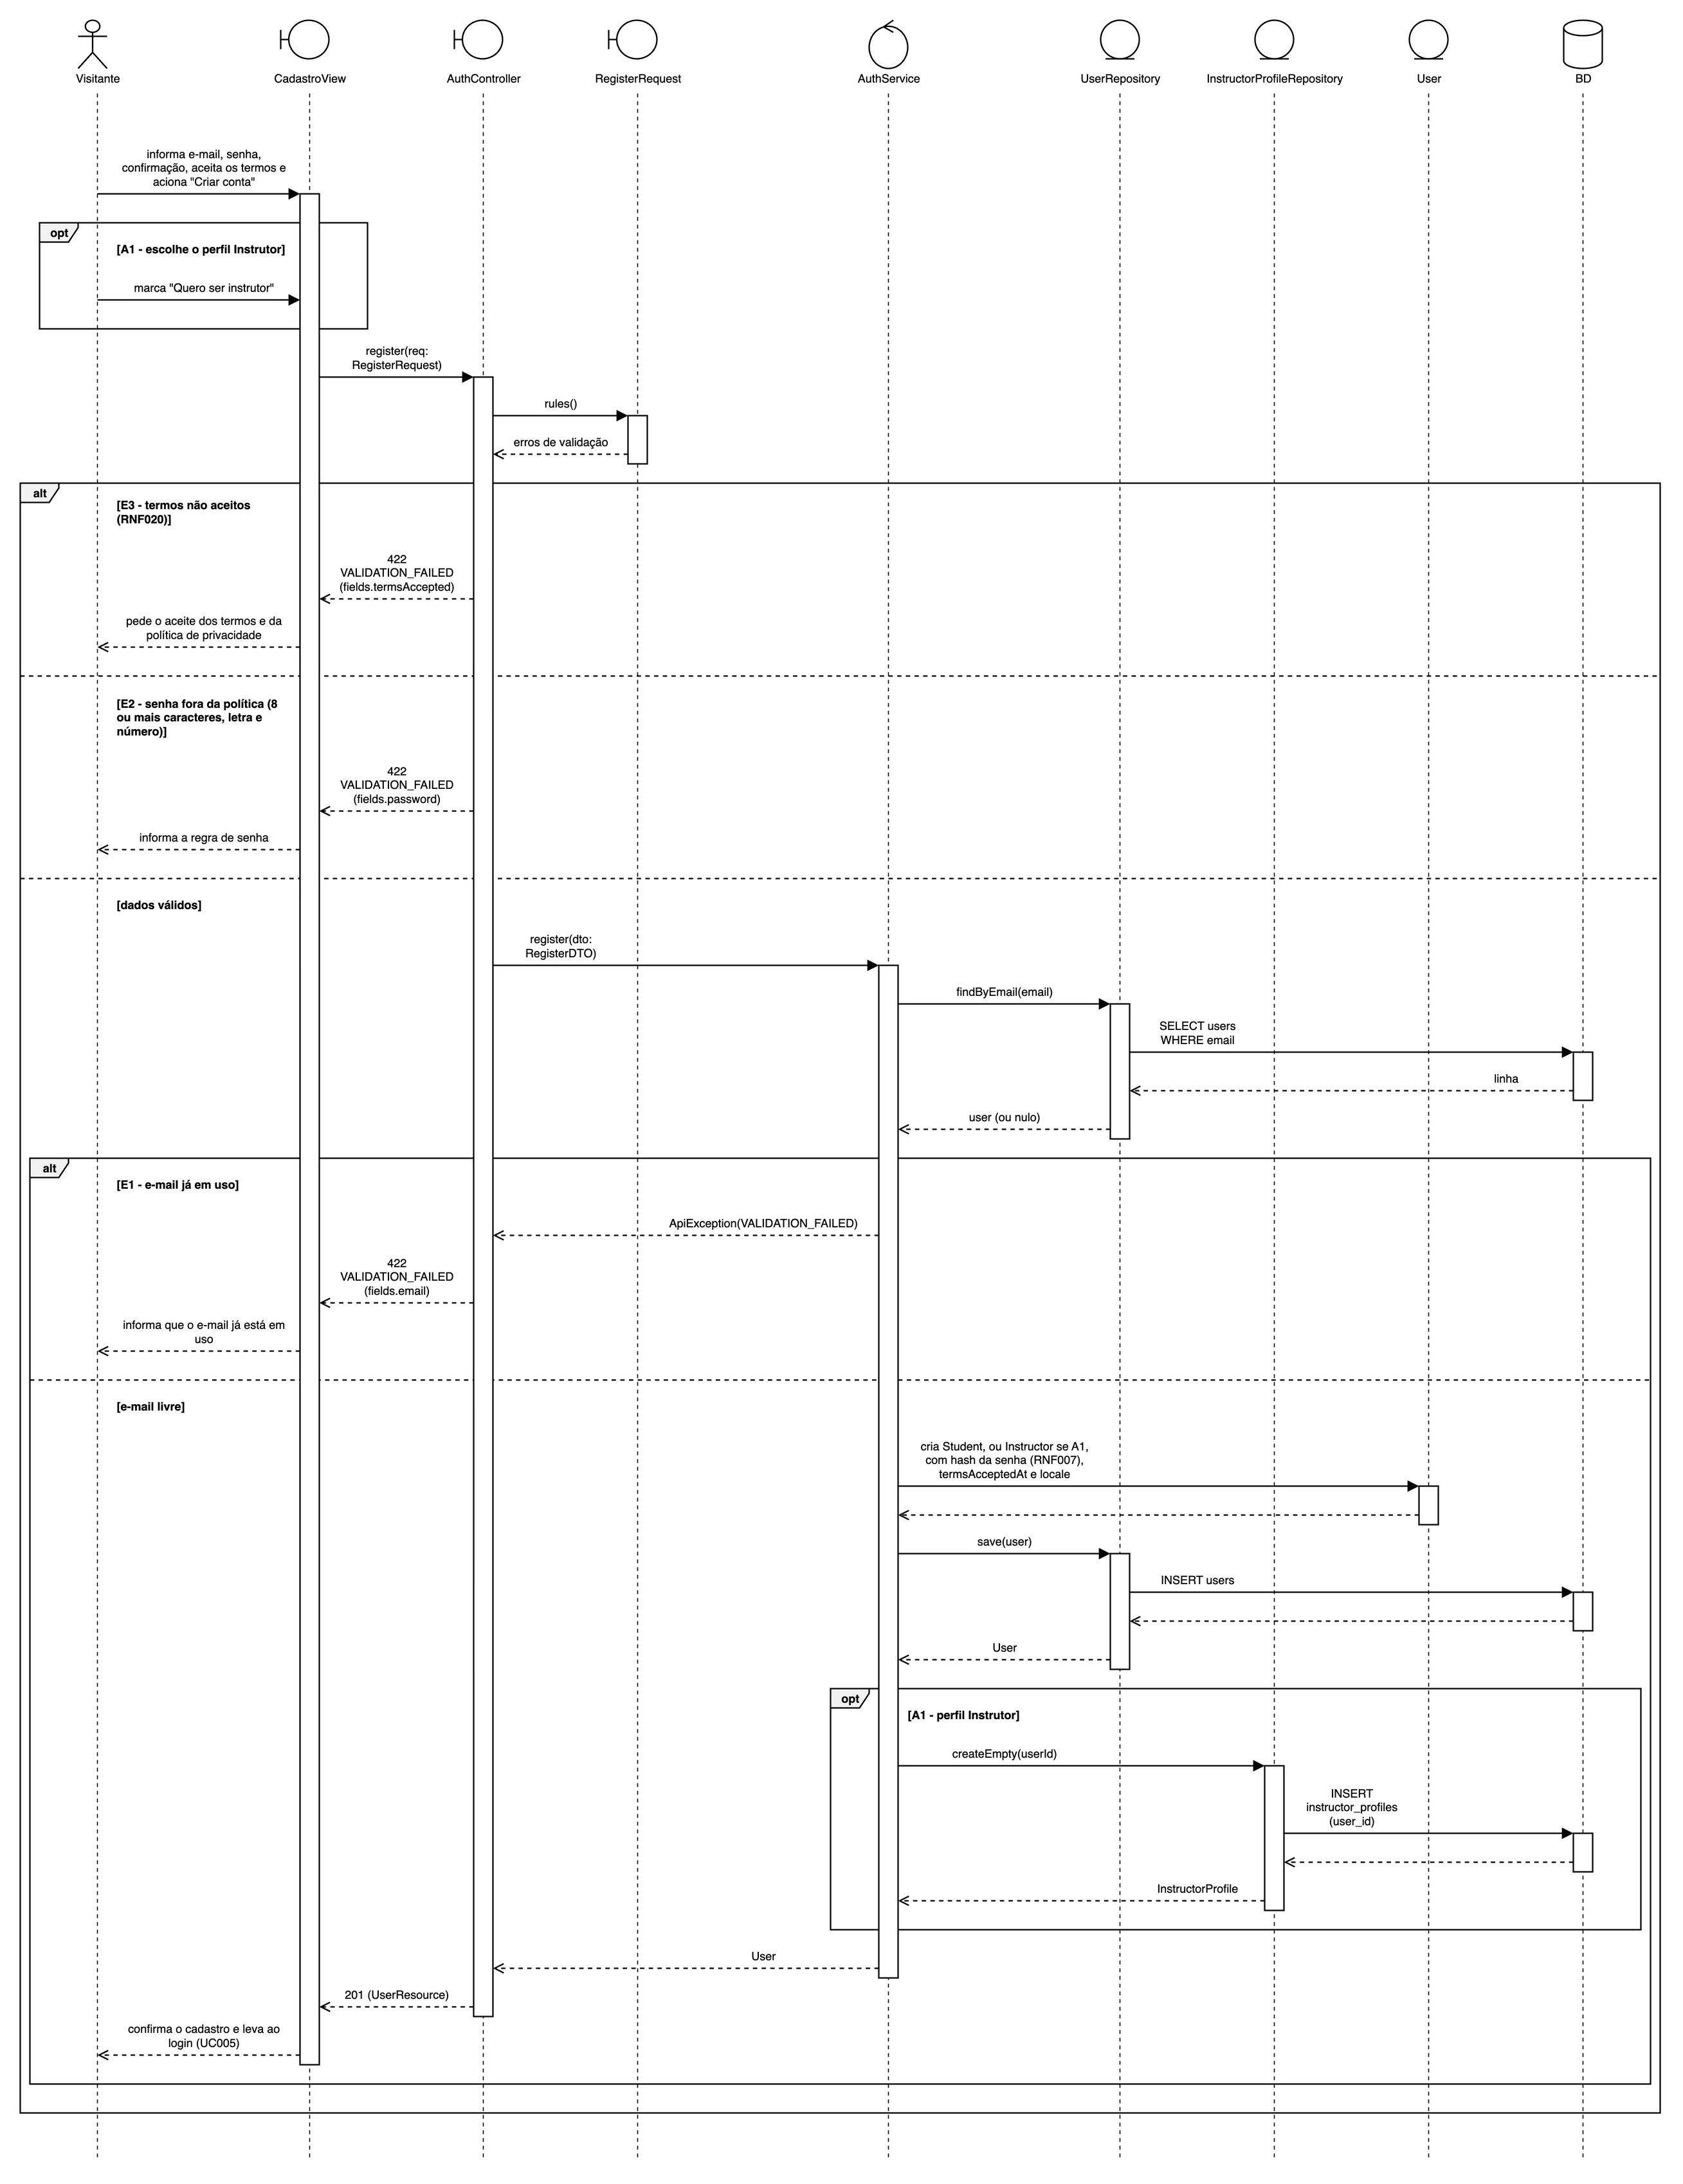 Visitante
CadastroView
AuthController
RegisterRequest
AuthService
UserRepository
InstructorProfileRepository
User
BD
informa e-mail, senha,
confirmação, aceita os termos e
aciona "Criar conta"
opt
[A1 - escolhe o perfil Instrutor]
marca "Quero ser instrutor"
register(req:
RegisterRequest)
rules()
erros de validação
alt
[E3 - termos não aceitos
(RNF020)]
422
VALIDATION_FAILED
(fields.termsAccepted)
pede o aceite dos termos e da
política de privacidade
[E2 - senha fora da política (8
ou mais caracteres, letra e
número)]
422
VALIDATION_FAILED
(fields.password)
informa a regra de senha
[dados válidos]
register(dto:
RegisterDTO)
findByEmail(email)
SELECT users
WHERE email
linha
user (ou nulo)
alt
[E1 - e-mail já em uso]
ApiException(VALIDATION_FAILED)
422
VALIDATION_FAILED
(fields.email)
informa que o e-mail já está em
uso
[e-mail livre]
cria Student, ou Instructor se A1,
com hash da senha (RNF007),
termsAcceptedAt e locale
save(user)
INSERT users
User
opt
[A1 - perfil Instrutor]
createEmpty(userId)
INSERT
instructor_profiles
(user_id)
InstructorProfile
User
201 (UserResource)
confirma o cadastro e leva ao
login (UC005)